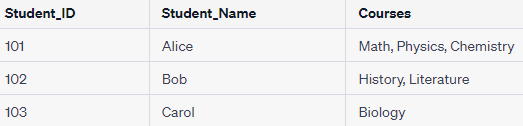 Student_ID Student_Name Courses
101 Alice Math, Physics, Chemistry
102 Bob History, Literature
103 Carol Biology